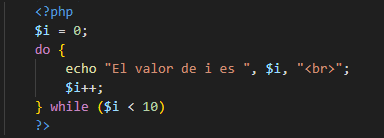 <?php
$i = 0;
do {
    echo "El valor de i es ", $i, "<br>";
    $i++;
} while ($i < 10)
?>